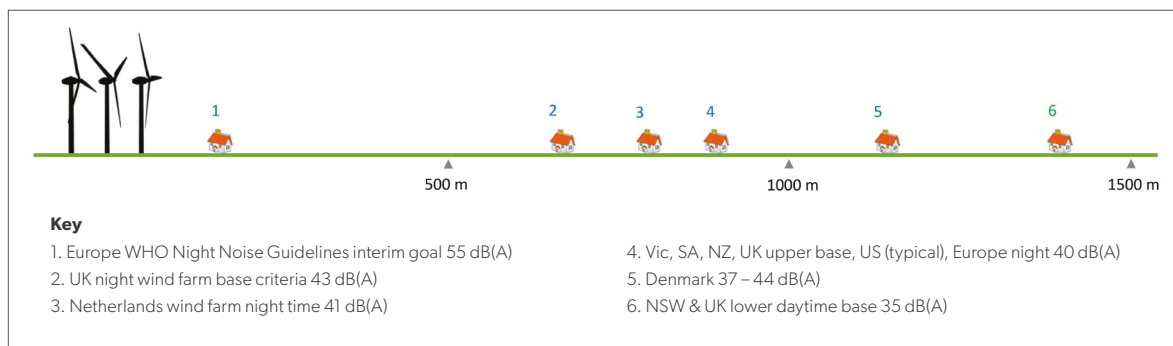 1
2
3
4
5
6
500 m
1000 m
1500 m
Key
1. Europe WHO Night Noise Guidelines interim goal 55 dB(A)
2. UK night wind farm base criteria 43 dB(A)
3. Netherlands wind farm night time 41 dB(A)
4. Vic, SA, NZ, UK upper base, US (typical), Europe night 40 dB(A)
5. Denmark 37 – 44 dB(A)
6. NSW & UK lower daytime base 35 dB(A)